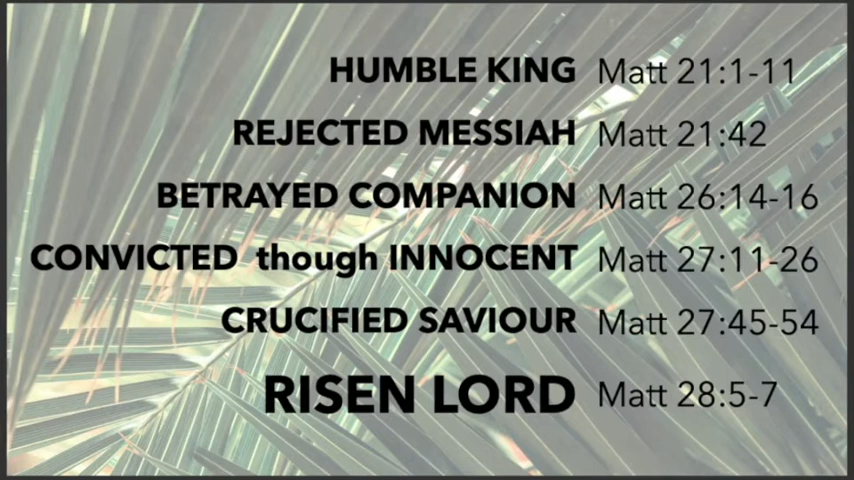 HUMBLE KING Matt 21:1-11
REJECTED MESSIAH Matt 21:42
BETRAYED COMPANION Matt 26:14-16
CONVICTED though INNOCENT Matt 27:11-26
CRUCIFIED SAVIOUR Matt 27:45-54
RISEN LORD Matt 28:5-7